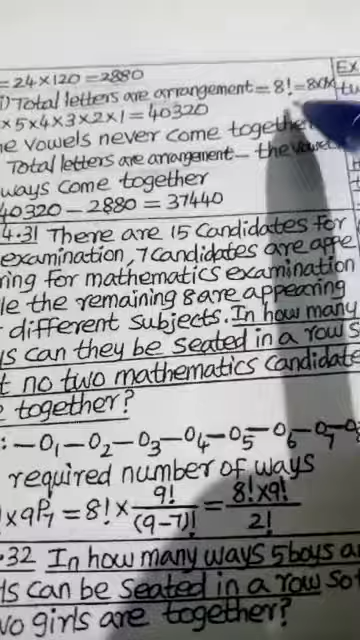 =24×120=2880
i) Total letters are arrangement=8!=8x
×5×4×3×2×1=40320
he vowels never come together
Total letters are arrangement- the vowels
ways come together
40320-2880=37440
4.31 There are 15 Candidates for
examination, 7 candidates are appe
ring for mathematics examination
le the remaining 8 are appearing
different subjects. In how many
s can they be seated in a row s
t no two mathematics candidate
together?
:-O₁-O₂-O₃-O₄-O₅-O₆-O₇-O₈
required number of ways
×9P₇=8!×9!/(9-7)!=8!×9!/2!
.32 In how many ways 5 boys a
ls can be seated in a row so
wo girls are together?
Ex
tw